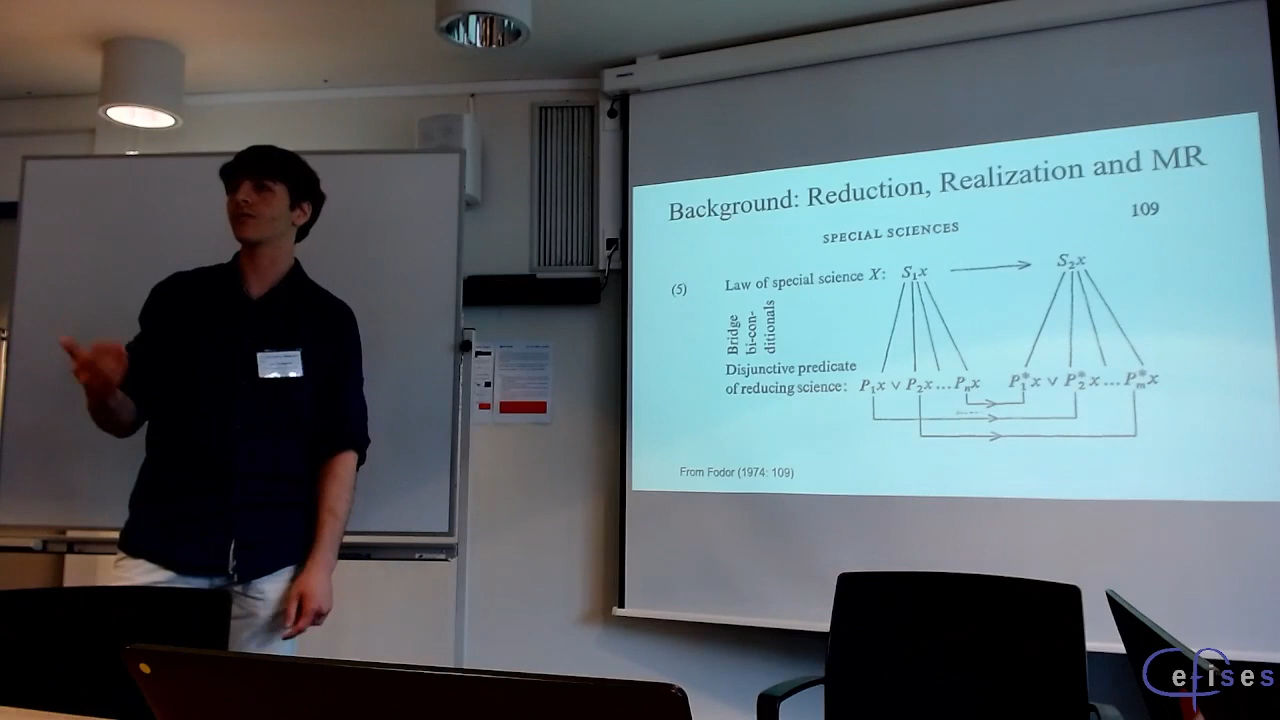 Background: Reduction, Realization and MR
109
SPECIAL SCIENCES
(5) Law of special science X: S₁x → S₂x
Bridge
bi-con-
ditionals
Disjunctive predicate
of reducing science: P₁x ∨ P₂x ... Pₙx P₁*x ∨ P₂*x ... Pₘ*x
From Fodor (1974: 109)
Cefises